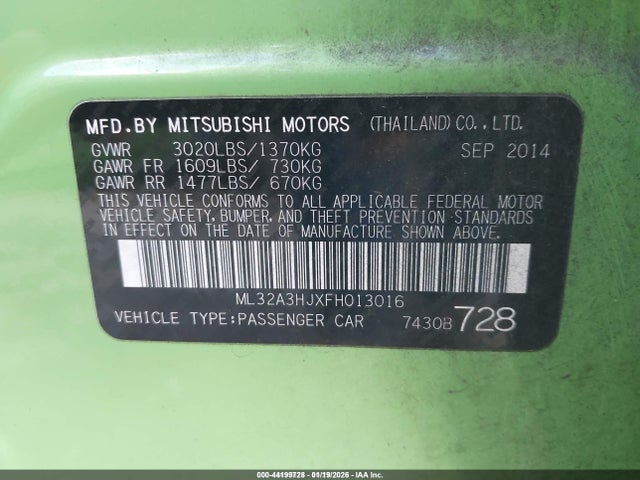 MFD.BY MITSUBISHI MOTORS (THAILAND) CO.,LTD.
GVWR 3020LBS/1370KG SEP 2014
GAWR FR 1609LBS/ 730KG
GAWR RR 1477LBS/ 670KG
THIS VEHICLE CONFORMS TO ALL APPLICABLE FEDERAL MOTOR
VEHICLE SAFETY, BUMPER, AND THEFT PREVENTION STANDARDS
IN EFFECT ON THE DATE OF MANUFACTURE SHOWN ABOVE.
ML32A3HJXFH013016
VEHICLE TYPE:PASSENGER CAR 7430B 728
000-44199728 - 01/19/2026 - IAA Inc.